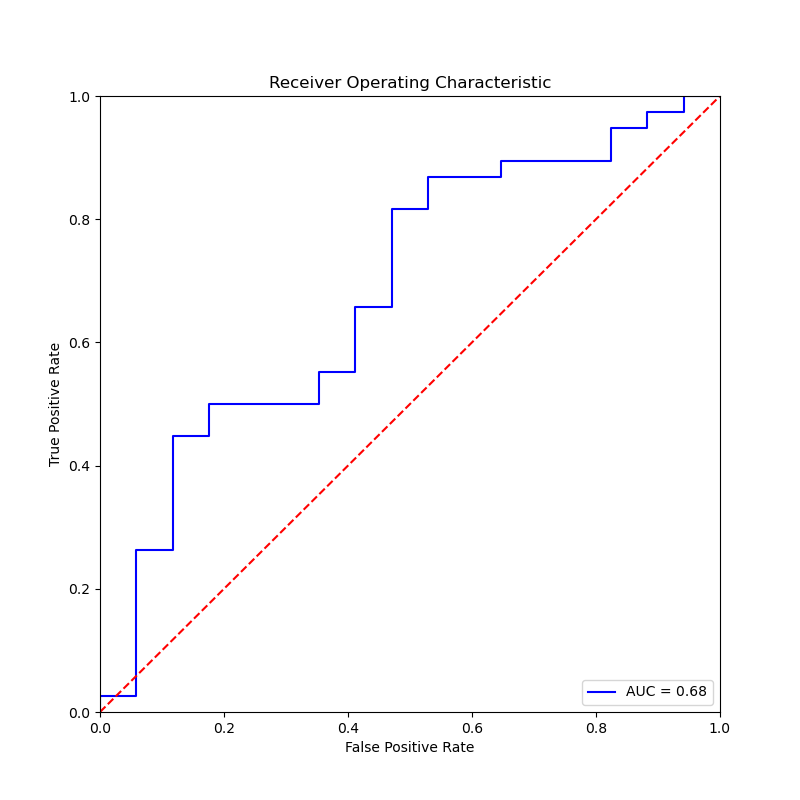 Receiver Operating Characteristic
1.0
0.8
0.6
0.4
0.2
0.0
True Positive Rate
AUC = 0.68
0.0 0.2 0.4 0.6 0.8 1.0
False Positive Rate